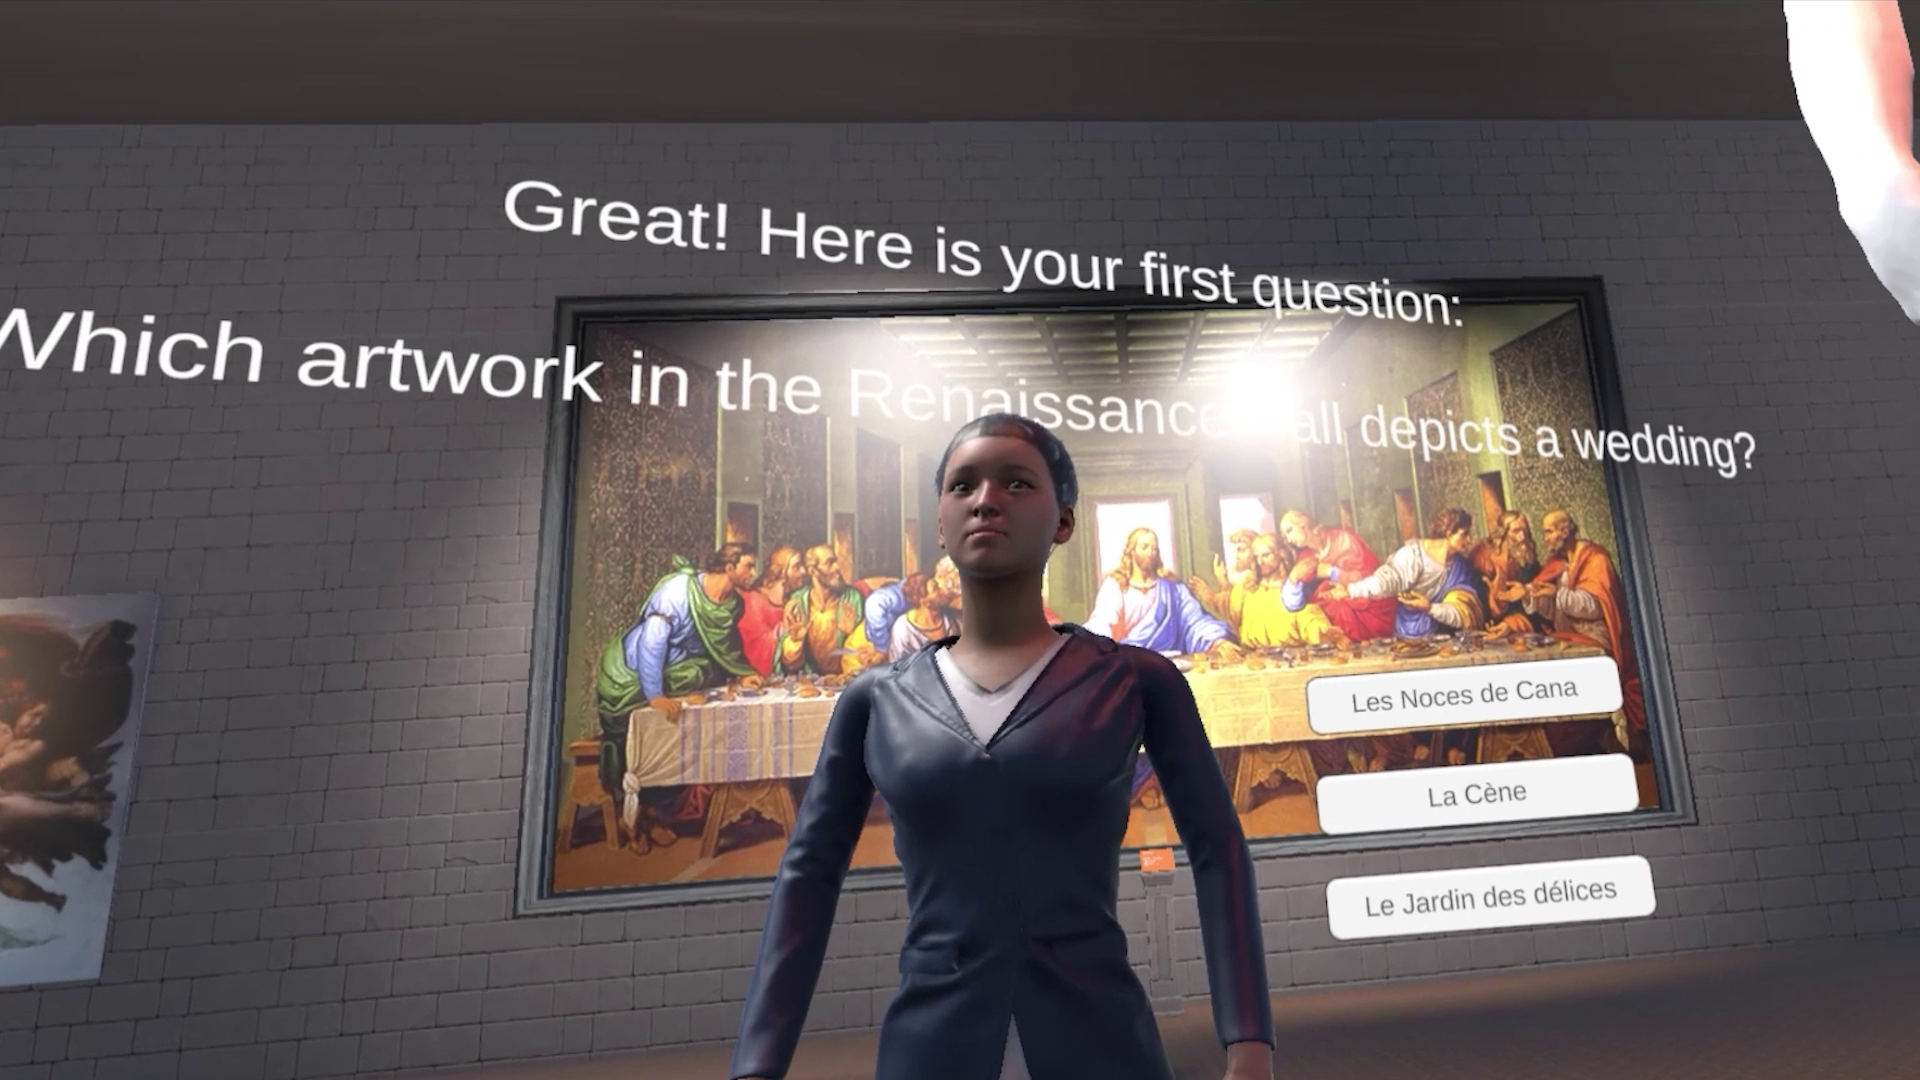 Great! Here is your first question:
Which artwork in the Renaissance depicts a wedding?
Les Noces de Cana
La Cène
Le Jardin des délices